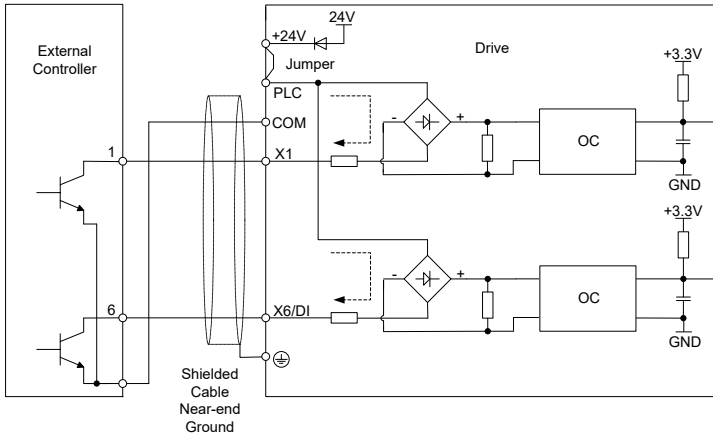 External
Controller
24V
+24V
Jumper
Drive
+3.3V
PLC
COM
- +
OC
1
X1
GND
+3.3V
- +
OC
6
X6/DI
GND
Shielded
Cable
Near-end
Ground